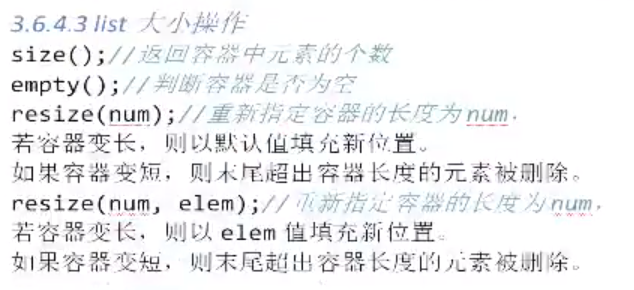 3.6.4.3 list 大小操作
size();//返回容器中元素的个数
empty();//判断容器是否为空
resize(num);//重新指定容器的长度为num,
若容器变长，则以默认值填充新位置。
如果容器变短，则末尾超出容器长度的元素被删除。
resize(num, elem);//重新指定容器的长度为num,
若容器变长，则以 elem 值填充新位置。
如果容器变短，则末尾超出容器长度的元素被删除。